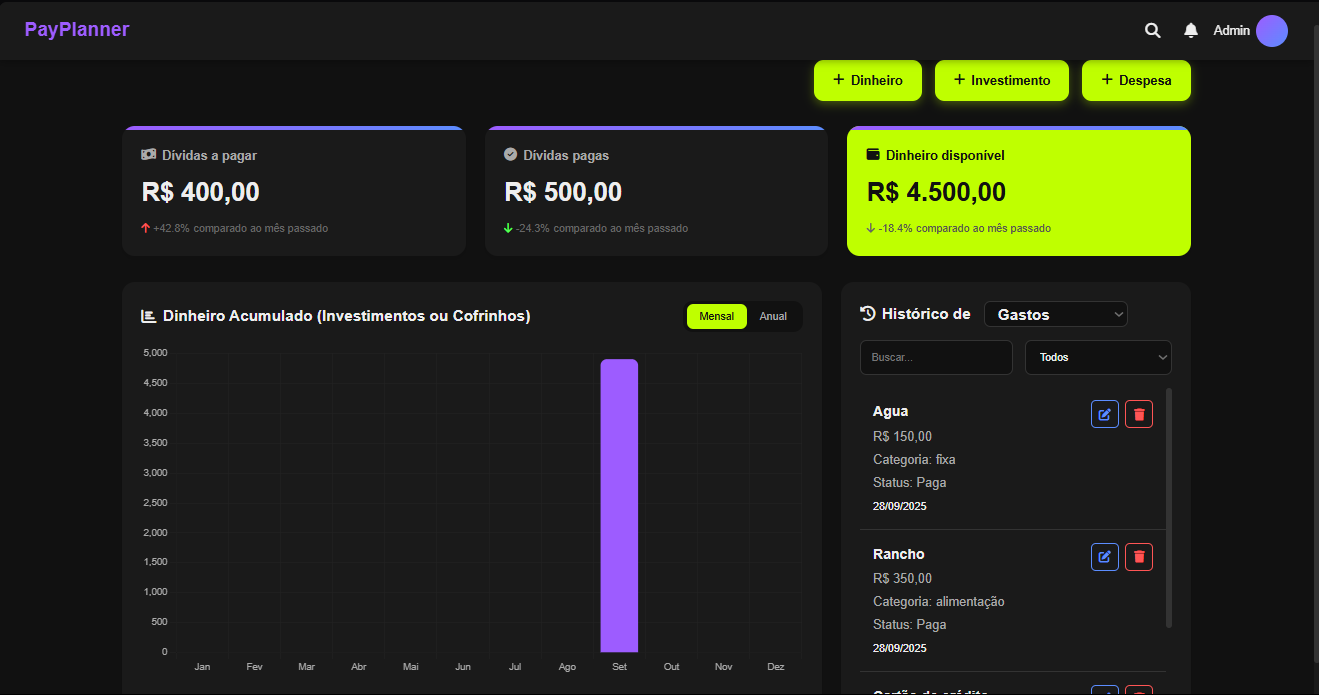 PayPlanner
Admin
+ Dinheiro
+ Investimento
+ Despesa
Dívidas a pagar
R$ 400,00
+42.8% comparado ao mês passado
Dívidas pagas
R$ 500,00
-24.3% comparado ao mês passado
Dinheiro disponível
R$ 4.500,00
-18.4% comparado ao mês passado
Dinheiro Acumulado (Investimentos ou Cofrinhos)
Mensal
Anual
5,000
4,500
4,000
3,500
3,000
2,500
2,000
1,500
1,000
500
0
Jan Fev Mar Abr Mai Jun Jul Ago Set Out Nov Dez
Histórico de
Gastos
Buscar...
Todos
Agua
R$ 150,00
Categoria: fixa
Status: Paga
28/09/2025
Rancho
R$ 350,00
Categoria: alimentação
Status: Paga
28/09/2025
Cartão de crédito